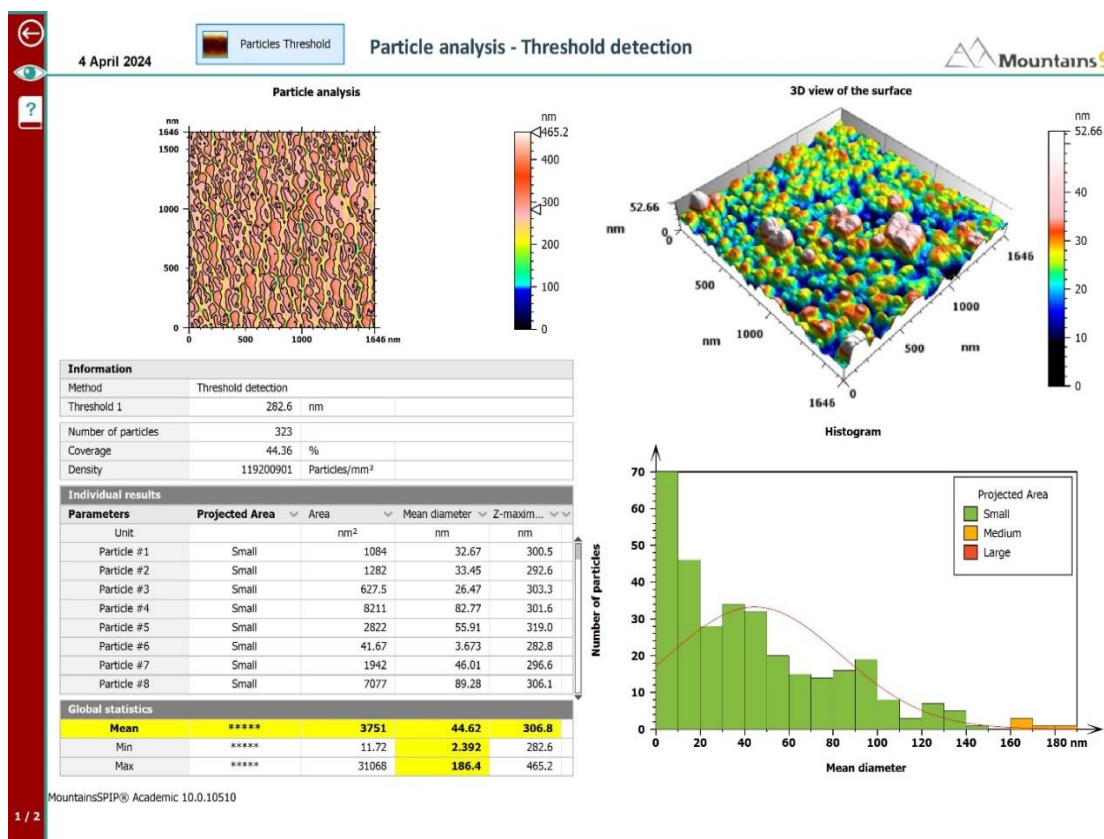 4 April 2024
Particles Threshold
Particle analysis - Threshold detection
Mountains9
Particle analysis
nm
1646
1500
1000
500
0
0
500
1000
1646 nm
nm
465.2
400
300
200
100
0
3D view of the surface
52.66
nm
0
0
500
1000
nm
1646
0
500
nm
1000
1646
nm
52.66
40
30
20
10
0
Information
Method Threshold detection
Threshold 1 282.6 nm
Number of particles 323
Coverage 44.36 %
Density 119200901 Particles/mm²
Individual results
Parameters Projected Area Area Mean diameter Z-maxim...
Unit nm² nm nm
Particle #1 Small 1084 32.67 300.5
Particle #2 Small 1282 33.45 292.6
Particle #3 Small 627.5 26.47 303.3
Particle #4 Small 8211 82.77 301.6
Particle #5 Small 2822 55.91 319.0
Particle #6 Small 41.67 3.673 282.8
Particle #7 Small 1942 46.01 296.6
Particle #8 Small 7077 89.28 306.1
Global statistics
Mean ***** 3751 44.62 306.8
Min ***** 11.72 2.392 282.6
Max ***** 31068 186.4 465.2
Histogram
Number of particles
70
60
50
40
30
20
10
0
0 20 40 60 80 100 120 140 160 180 nm
Mean diameter
Projected Area
Small
Medium
Large
MountainsSPIP® Academic 10.0.10510
1 / 2
?